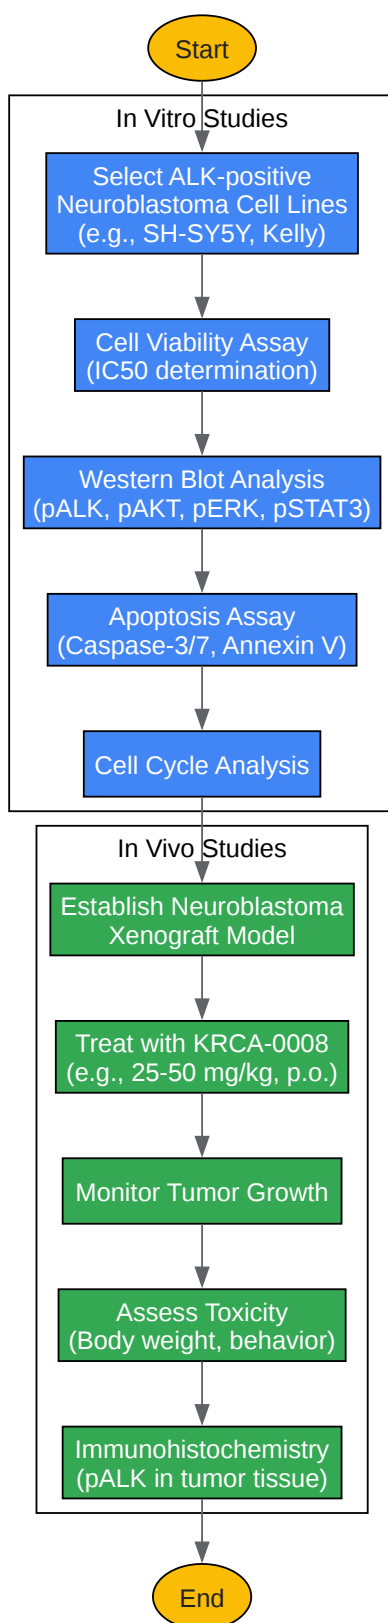 Start
In Vitro Studies
Select ALK-positive
Neuroblastoma Cell Lines
(e.g., SH-SY5Y, Kelly)
Cell Viability Assay
(IC50 determination)
Western Blot Analysis
(pALK, pAKT, pERK, pSTAT3)
Apoptosis Assay
(Caspase-3/7, Annexin V)
Cell Cycle Analysis
In Vivo Studies
Establish Neuroblastoma
Xenograft Model
Treat with KRCA-0008
(e.g., 25-50 mg/kg, p.o.)
Monitor Tumor Growth
Assess Toxicity
(Body weight, behavior)
Immunohistochemistry
(pALK in tumor tissue)
End